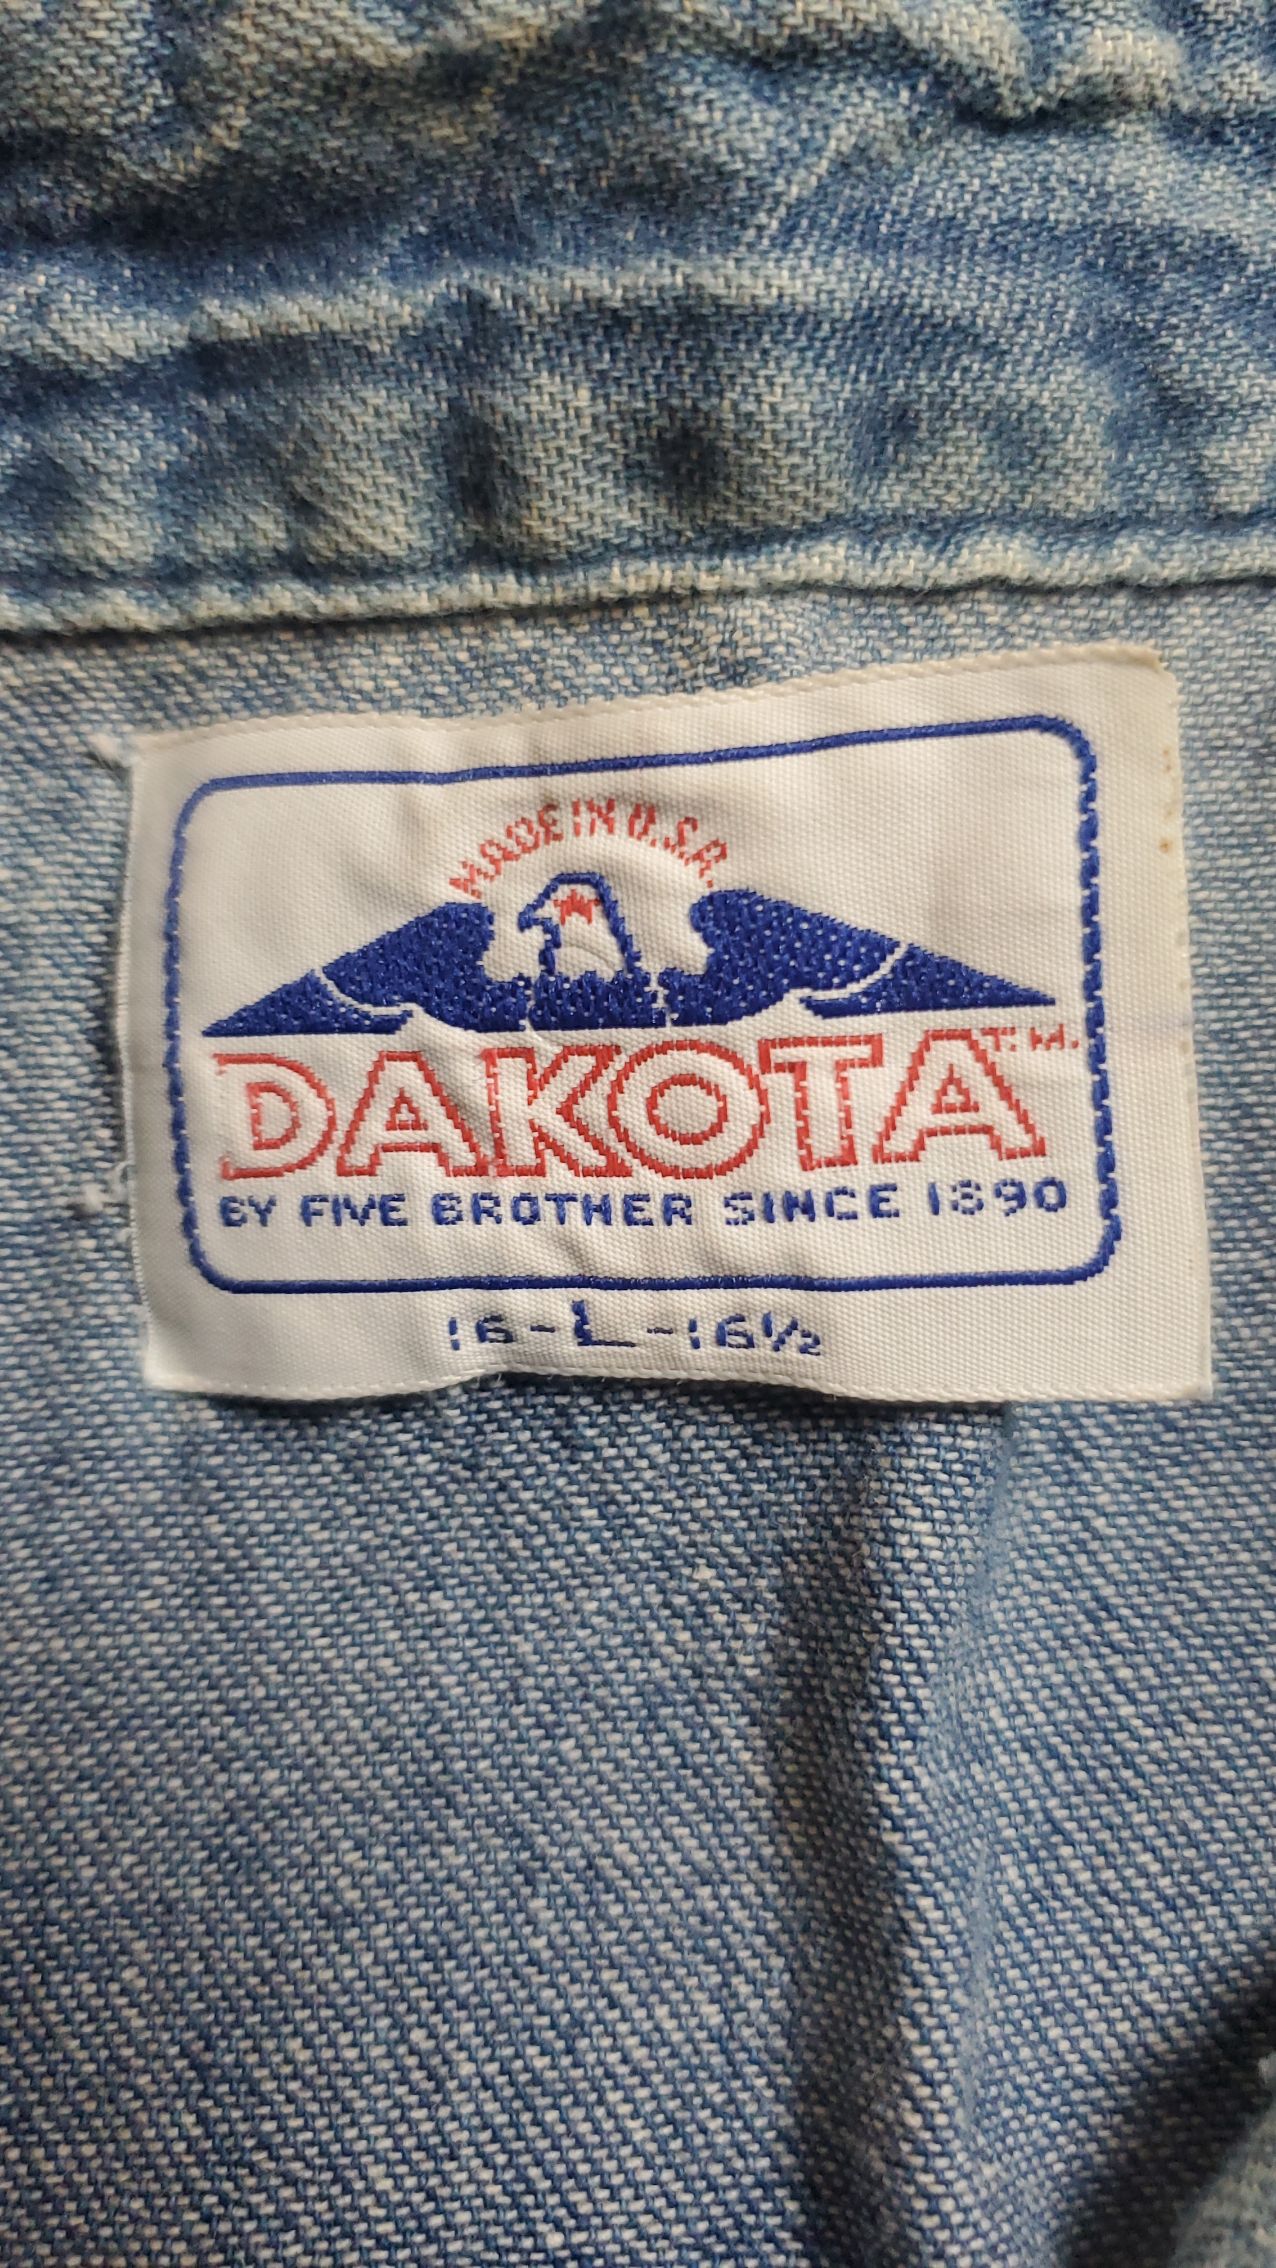 MADE IN U.S.A.
DAKOTA T.M.
BY FIVE BROTHER SINCE 1890
16-L-16½